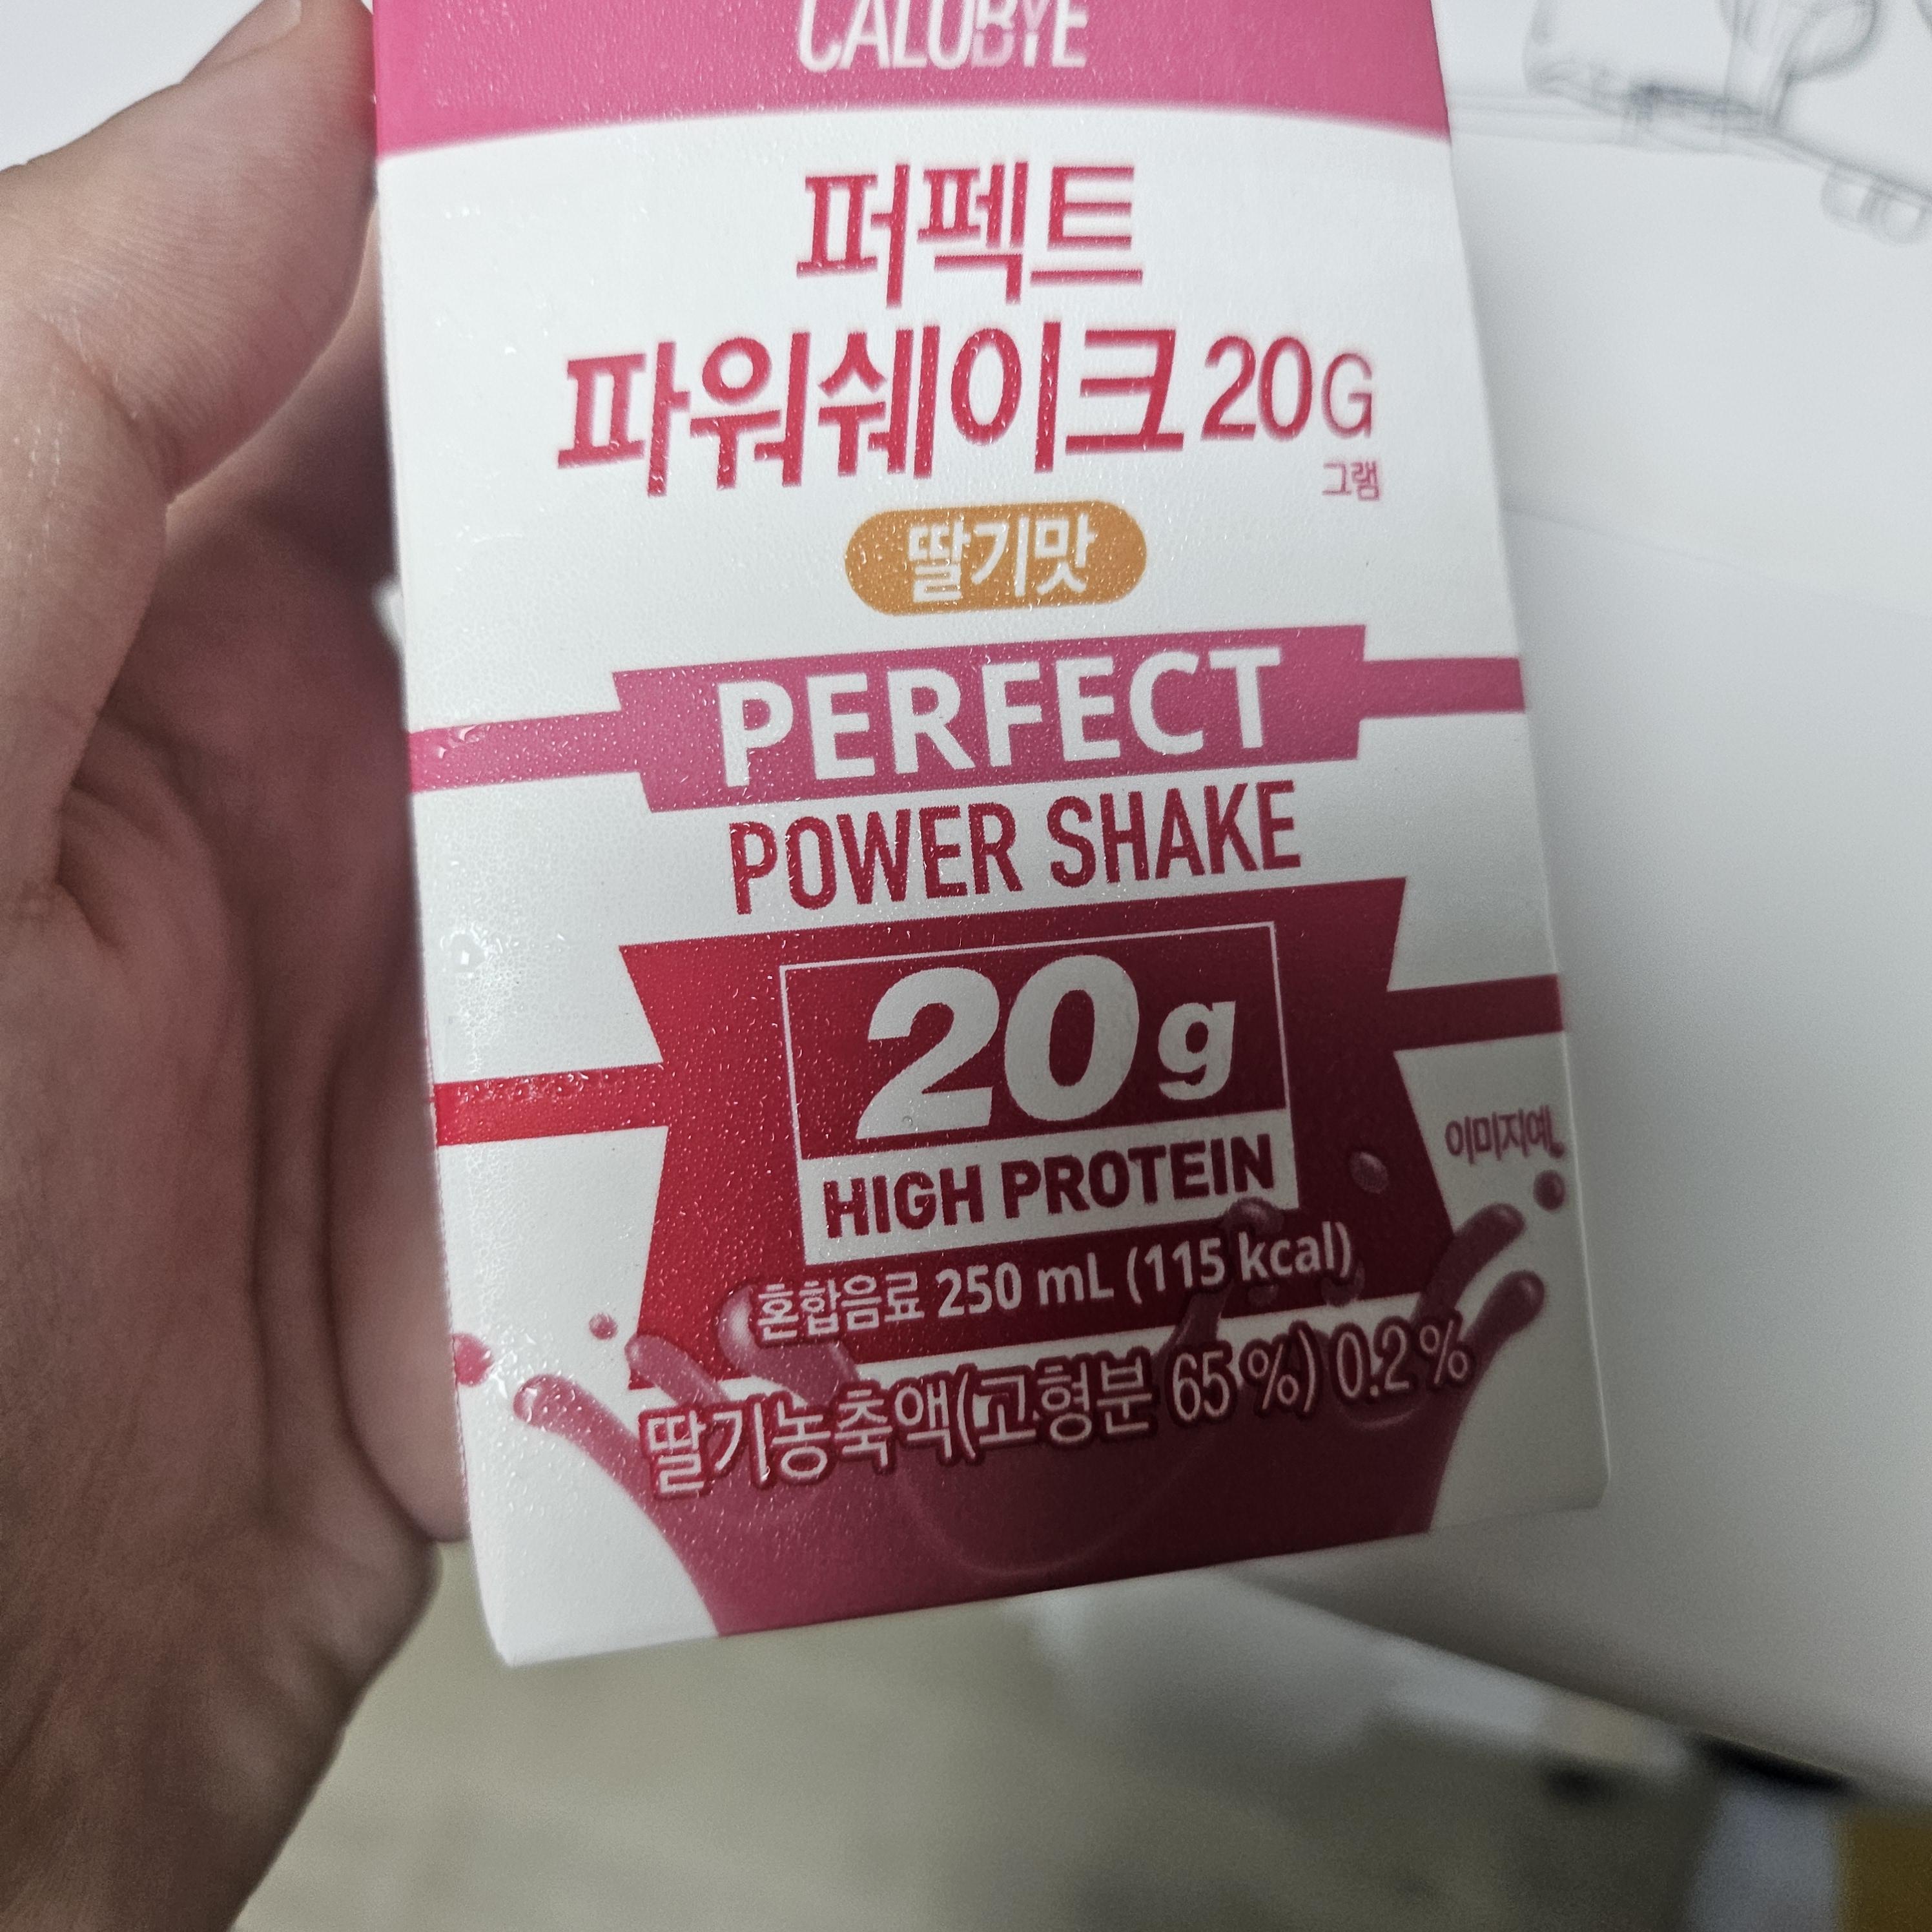 CALOBYE
퍼펙트
파워쉐이크 20G
그램
딸기맛
PERFECT
POWER SHAKE
20g
HIGH PROTEIN
이미지예
혼합음료 250 mL (115 kcal)
딸기농축액(고형분 65 %) 0.2 %